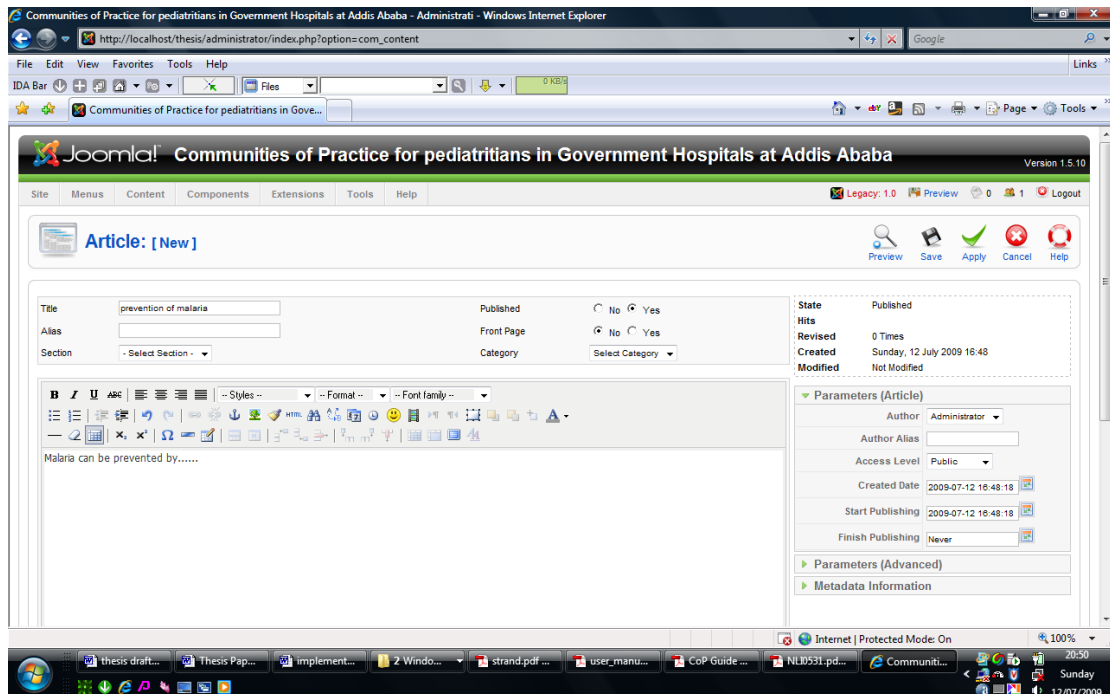 Communities of Practice for pediatritians in Government Hospitals at Addis Ababa - Administrati - Windows Internet Explorer
http://localhost/thesis/administrator/index.php?option=com_content
Google
File Edit View Favorites Tools Help
Links
IDA Bar
Files
0 KB/s
Communities of Practice for pediatritians in Gove...
Page
Tools
Joomla! Communities of Practice for pediatritians in Government Hospitals at Addis Ababa
Version 1.5.10
Site Menus Content Components Extensions Tools Help
Legacy: 1.0 Preview 0 1 Logout
Article: [ New ]
Preview Save Apply Cancel Help
Title prevention of malaria Published No Yes
Alias Front Page No Yes
Section - Select Section - Category Select Category
State Published
Hits
Revised 0 Times
Created Sunday, 12 July 2009 16:48
Modified Not Modified
B I U ABC -- Styles -- -- Format -- -- Font family --
HTML
Malaria can be prevented by......
Parameters (Article)
Author Administrator
Author Alias
Access Level Public
Created Date 2009-07-12 16:48:18
Start Publishing 2009-07-12 16:48:18
Finish Publishing Never
Parameters (Advanced)
Metadata Information
Internet | Protected Mode: On
100%
thesis draft... Thesis Pap... implement... 2 Windo... strand.pdf ... user_manu... CoP Guide ... NLI0531.pd... Communiti...
20:50
Sunday
12/07/2009